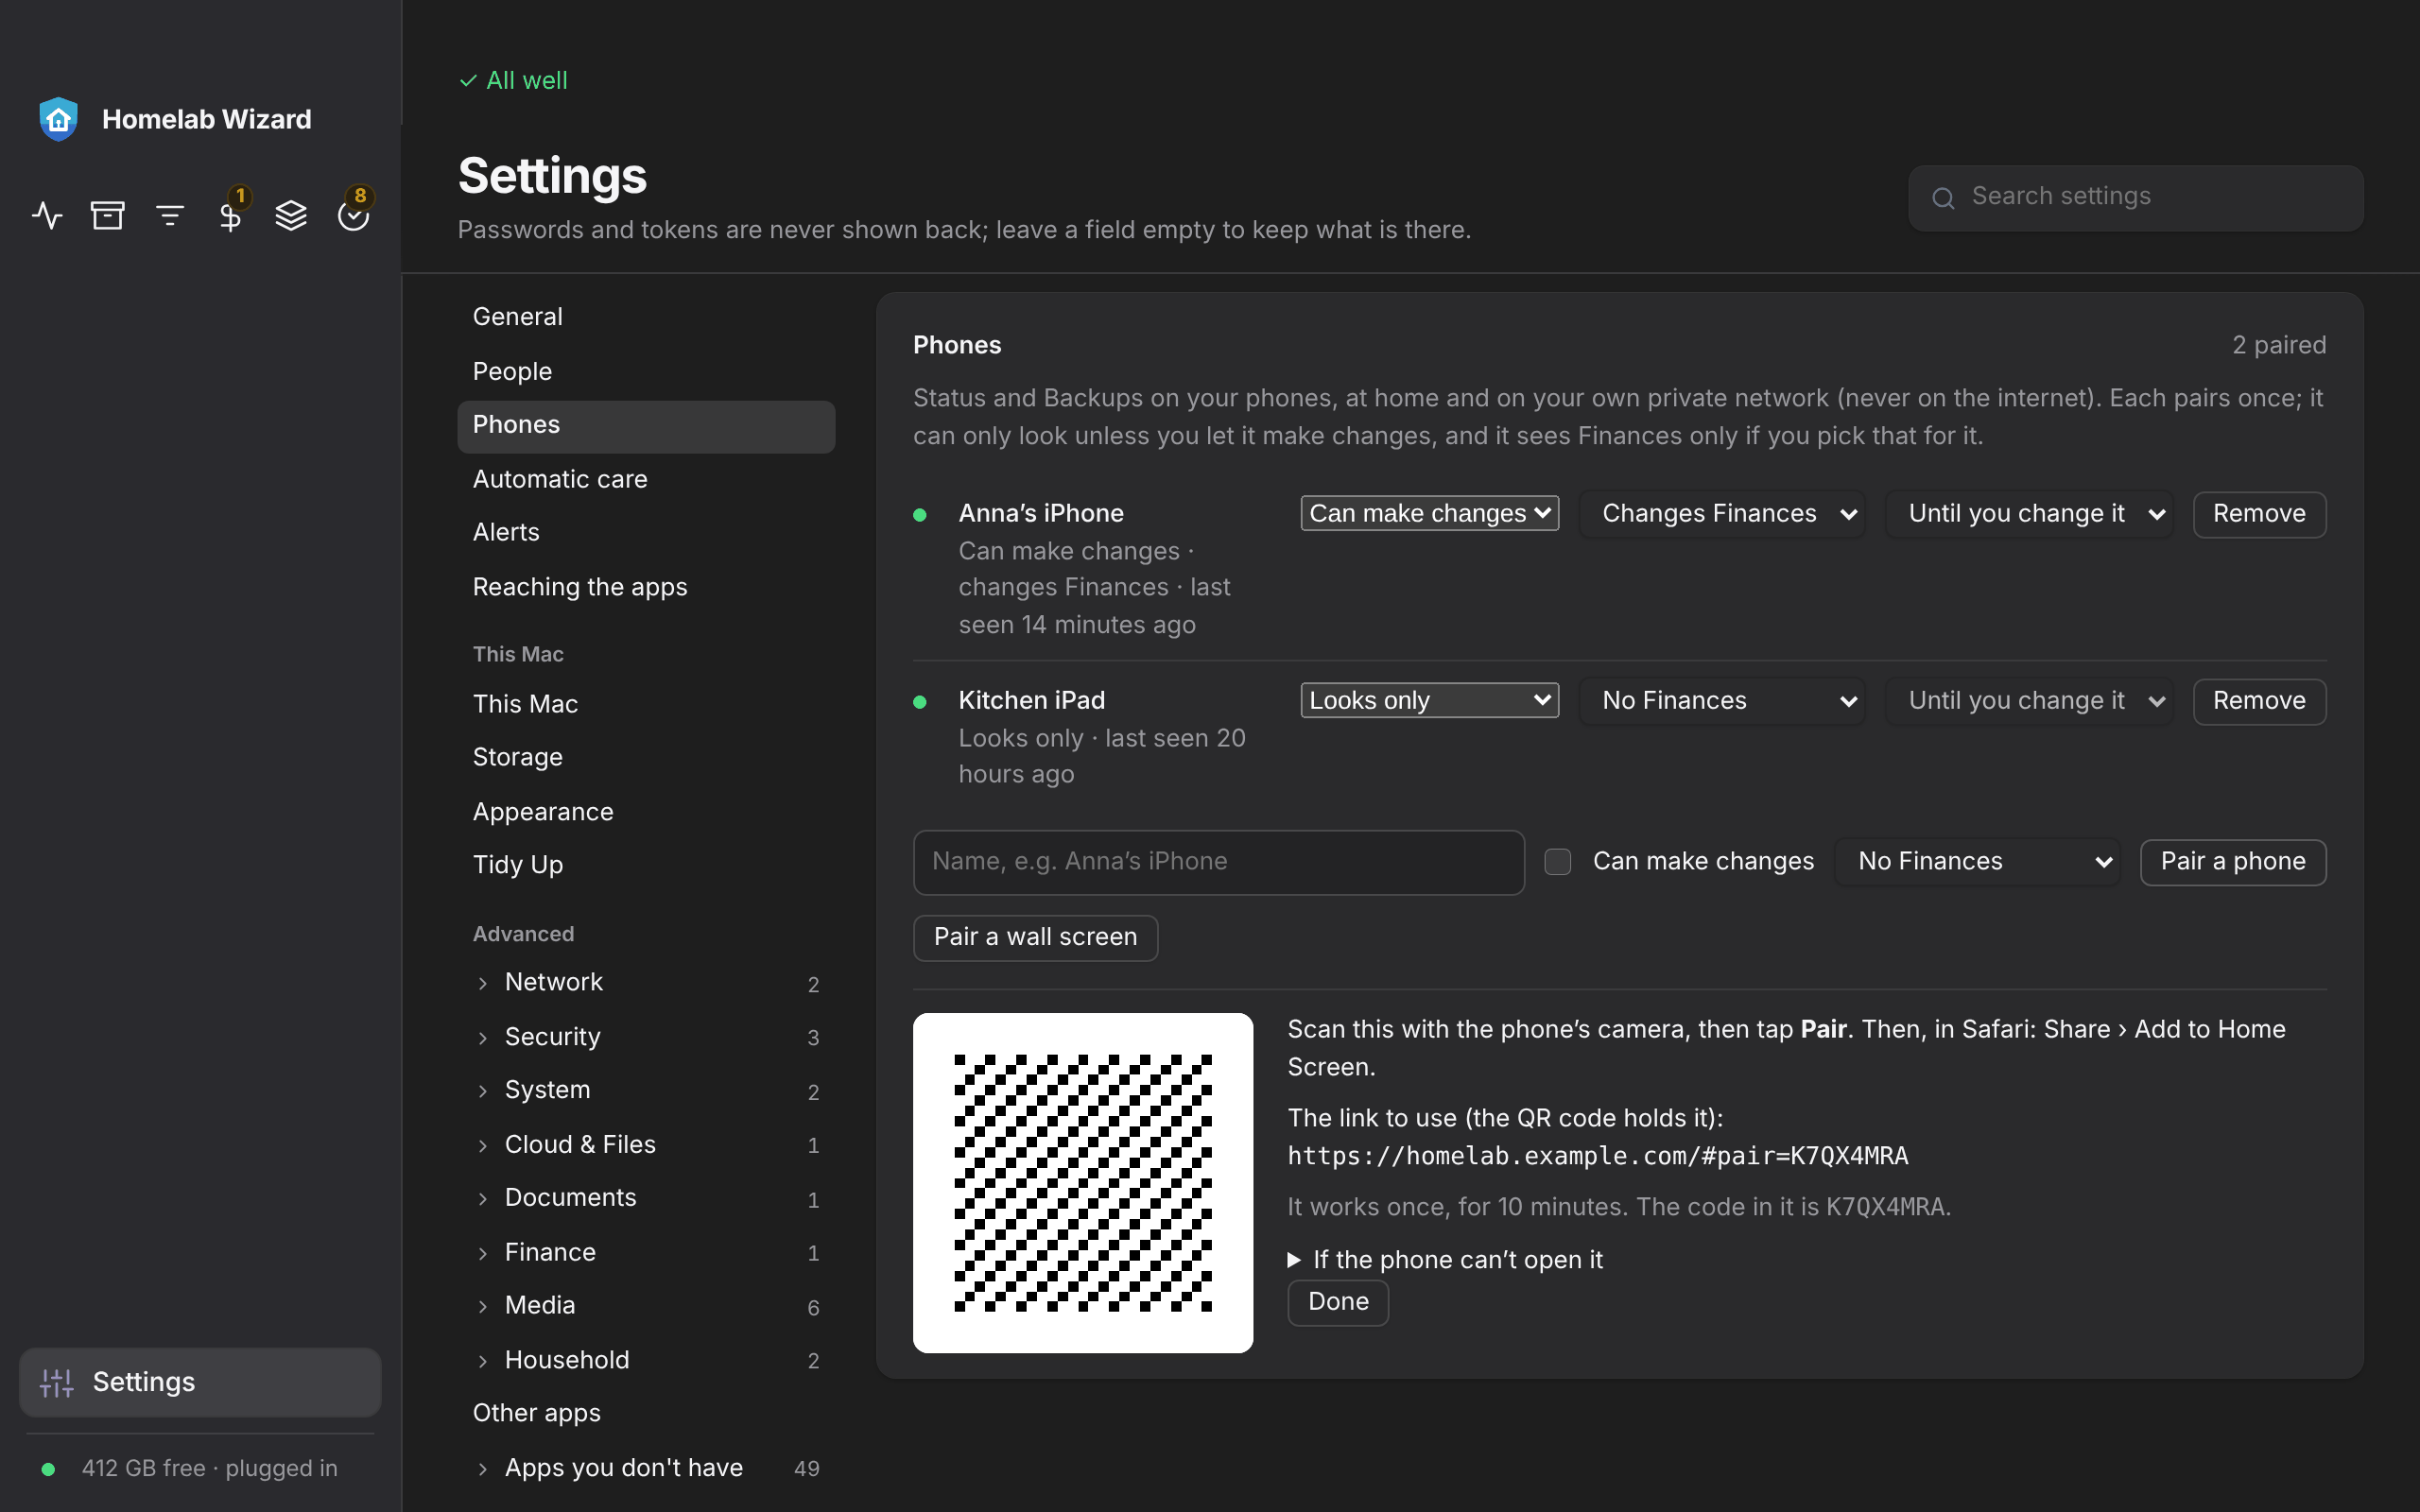 Homelab Wizard
1
8
Settings
412 GB free · plugged in
All well
Settings
Passwords and tokens are never shown back; leave a field empty to keep what is there.
Search settings
General
People
Phones
Automatic care
Alerts
Reaching the apps
This Mac
This Mac
Storage
Appearance
Tidy Up
Advanced
Network 2
Security 3
System 2
Cloud & Files 1
Documents 1
Finance 1
Media 6
Household 2
Other apps
Apps you don't have 49
Phones 2 paired
Status and Backups on your phones, at home and on your own private network (never on the internet). Each pairs once; it
can only look unless you let it make changes, and it sees Finances only if you pick that for it.
Anna’s iPhone Can make changes Changes Finances Until you change it Remove
Can make changes ·
changes Finances · last
seen 14 minutes ago
Kitchen iPad Looks only No Finances Until you change it Remove
Looks only · last seen 20
hours ago
Name, e.g. Anna’s iPhone Can make changes No Finances Pair a phone
Pair a wall screen
Scan this with the phone’s camera, then tap Pair. Then, in Safari: Share › Add to Home
Screen.
The link to use (the QR code holds it):
https://homelab.example.com/#pair=K7QX4MRA
It works once, for 10 minutes. The code in it is K7QX4MRA.
If the phone can’t open it
Done